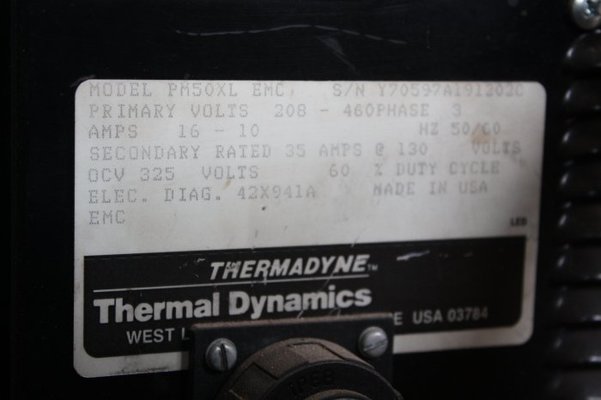 MODEL PM50XL EMC, S/N Y70597A191202C
PRIMARY VOLTS 208 - 460PHASE 3
AMPS 16 - 10 HZ 50/60
SECONDARY RATED 35 AMPS @ 130 VOLTS
OCV 325 VOLTS 60 % DUTY CYCLE
ELEC. DIAG. 42X941A MADE IN USA
EMC
LED
THERMADYNE™
Thermal Dynamics
WEST L E USA 03784